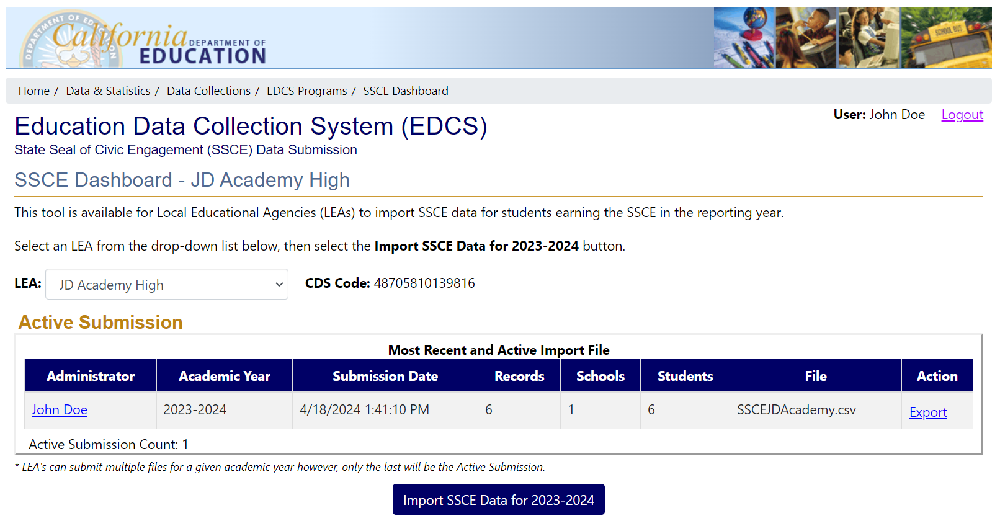 DEPARTMENT OF EDUCATION
California DEPARTMENT OF
EDUCATION
SCHOOL BUS
Home / Data & Statistics / Data Collections / EDCS Programs / SSCE Dashboard
User: John Doe Logout
Education Data Collection System (EDCS)
State Seal of Civic Engagement (SSCE) Data Submission
SSCE Dashboard - JD Academy High
This tool is available for Local Educational Agencies (LEAs) to import SSCE data for students earning the SSCE in the reporting year.
Select an LEA from the drop-down list below, then select the Import SSCE Data for 2023-2024 button.
LEA: JD Academy High CDS Code: 48705810139816
Active Submission
Most Recent and Active Import File
Administrator Academic Year Submission Date Records Schools Students File Action
John Doe 2023-2024 4/18/2024 1:41:10 PM 6 1 6 SSCEJDAcademy.csv Export
Active Submission Count: 1
* LEA's can submit multiple files for a given academic year however, only the last will be the Active Submission.
Import SSCE Data for 2023-2024